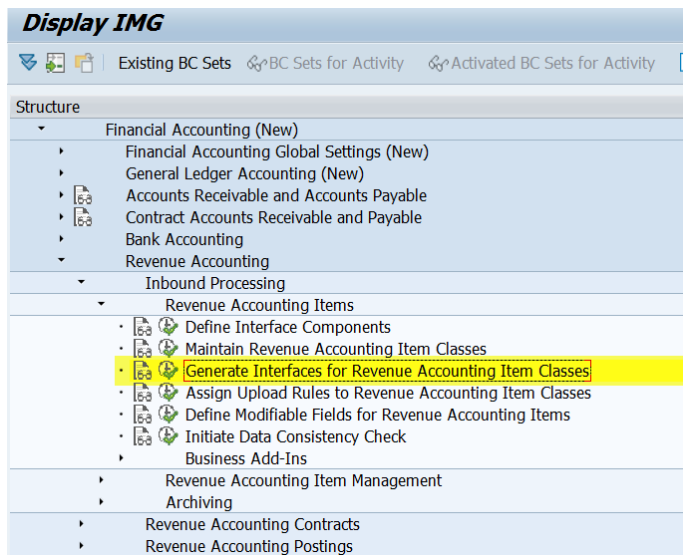 Display IMG
Existing BC Sets BC Sets for Activity Activated BC Sets for Activity
Structure
Financial Accounting (New)
Financial Accounting Global Settings (New)
General Ledger Accounting (New)
Accounts Receivable and Accounts Payable
Contract Accounts Receivable and Payable
Bank Accounting
Revenue Accounting
Inbound Processing
Revenue Accounting Items
Define Interface Components
Maintain Revenue Accounting Item Classes
Generate Interfaces for Revenue Accounting Item Classes
Assign Upload Rules to Revenue Accounting Item Classes
Define Modifiable Fields for Revenue Accounting Items
Initiate Data Consistency Check
Business Add-Ins
Revenue Accounting Item Management
Archiving
Revenue Accounting Contracts
Revenue Accounting Postings